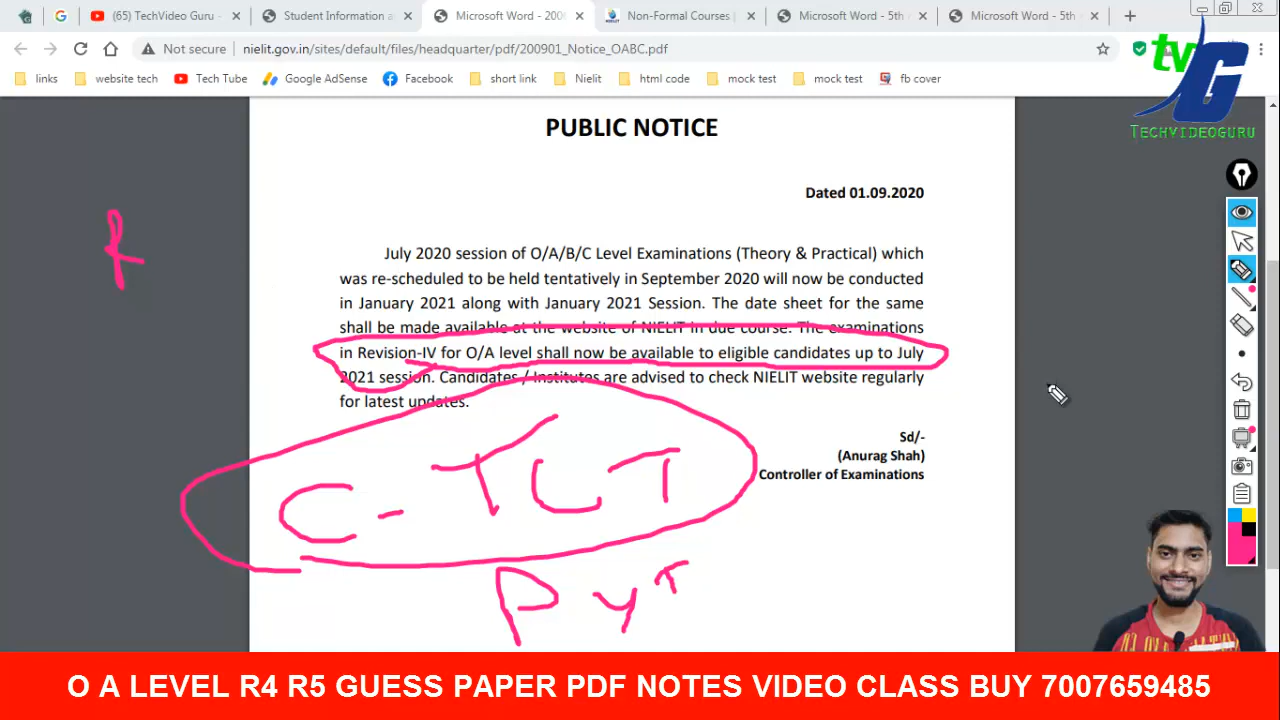 (65) TechVideo Guru -
Student Information a
Microsoft Word - 200
Non-Formal Courses |
Microsoft Word - 5th
Microsoft Word - 5th
Not secure | nielit.gov.in/sites/default/files/headquarter/pdf/200901_Notice_OABC.pdf
links
website tech
Tech Tube
Google AdSense
Facebook
short link
Nielit
html code
mock test
mock test
fb cover
tv
G
TECHVIDEOGURU
PUBLIC NOTICE
Dated 01.09.2020
July 2020 session of O/A/B/C Level Examinations (Theory & Practical) which
was re-scheduled to be held tentatively in September 2020 will now be conducted
in January 2021 along with January 2021 Session. The date sheet for the same
shall be made available at the website of NIELIT in due course. The examinations
in Revision-IV for O/A level shall now be available to eligible candidates up to July
2021 session. Candidates / Institutes are advised to check NIELIT website regularly
for latest updates.
Sd/-
(Anurag Shah)
Controller of Examinations
C-TCT
Py
O A LEVEL R4 R5 GUESS PAPER PDF NOTES VIDEO CLASS BUY 7007659485